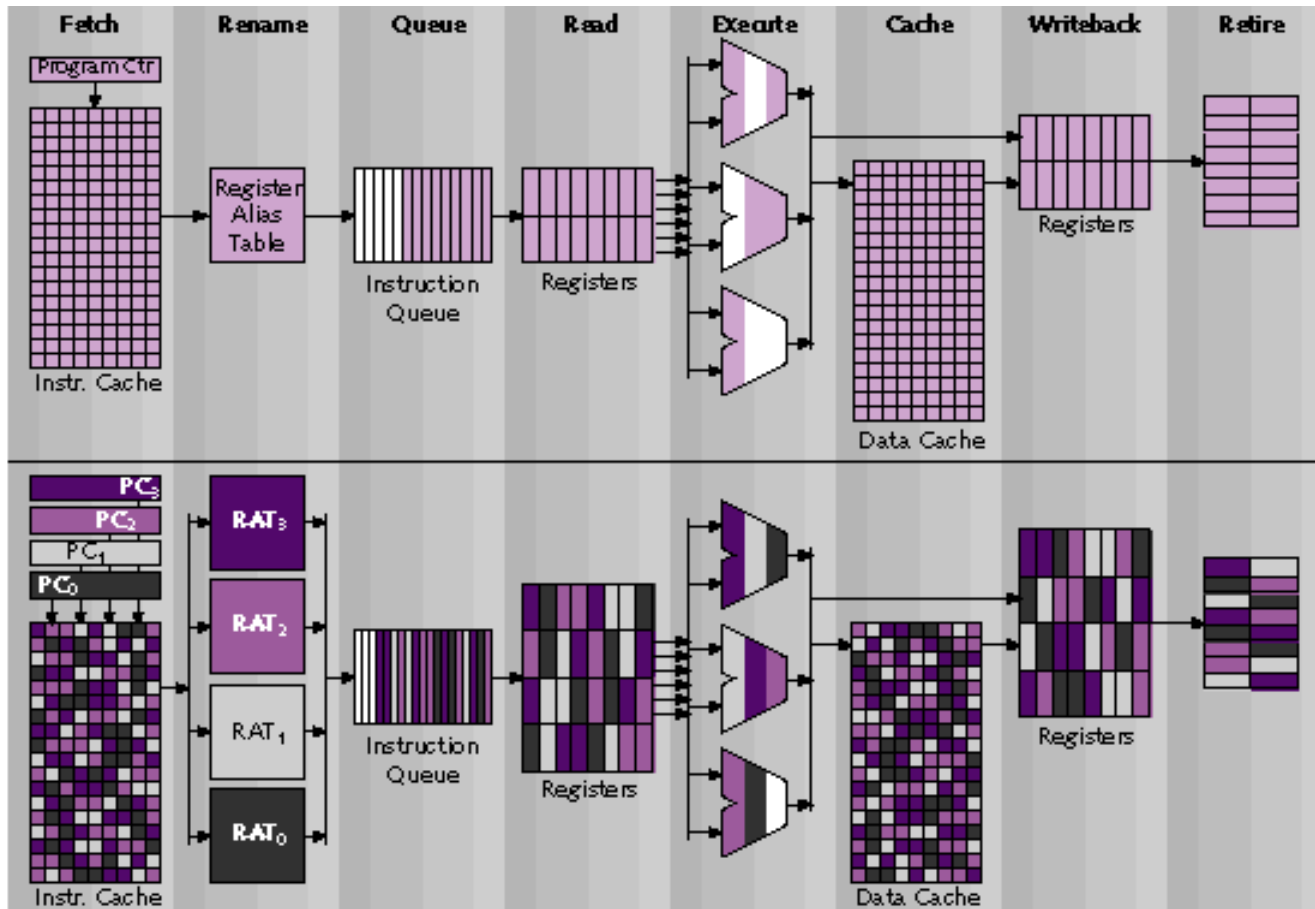 Fetch
Rename
Queue
Read
Execute
Cache
Writeback
Retire
Program Ctr
Instr. Cache
Register
Alias
Table
Instruction
Queue
Registers
Data Cache
Registers
PC₃
PC₂
PC₁
PC₀
Instr. Cache
RAT₃
RAT₂
RAT₁
RAT₀
Instruction
Queue
Registers
Data Cache
Registers